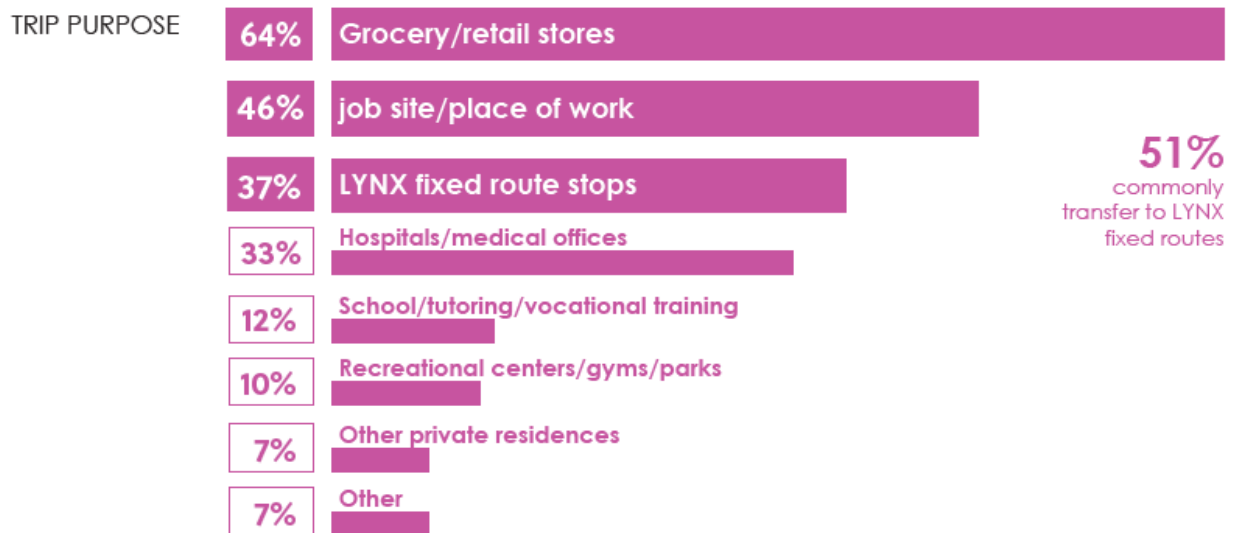 TRIP PURPOSE
64% Grocery/retail stores
46% job site/place of work
37% LYNX fixed route stops
51%
commonly
transfer to LYNX
fixed routes
33% Hospitals/medical offices
12% School/tutoring/vocational training
10% Recreational centers/gyms/parks
7% Other private residences
7% Other